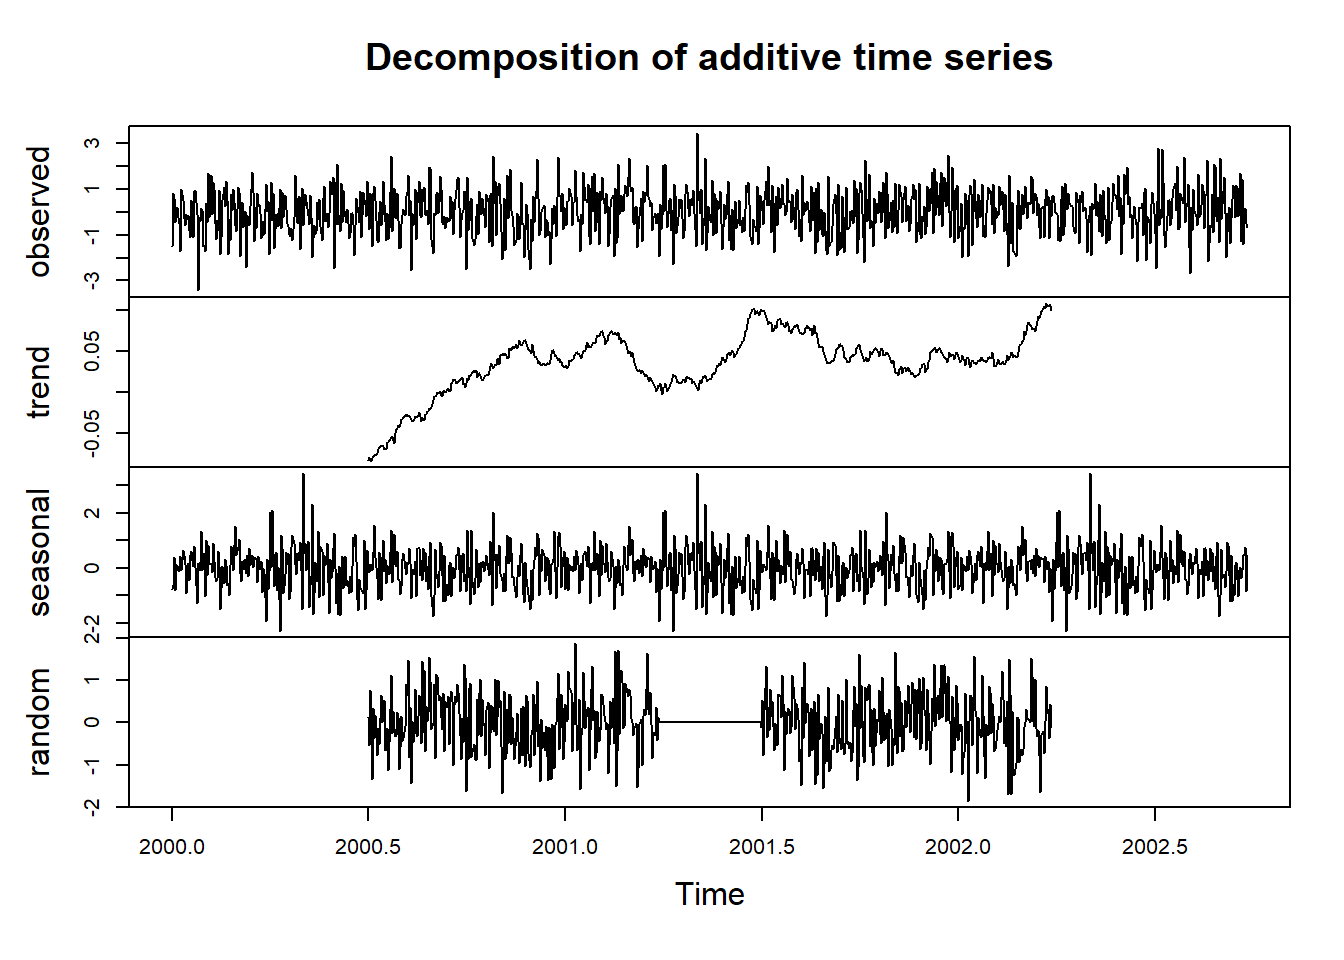 Decomposition of additive time series
observed
3
1
-1
-3
trend
0.05
-0.05
seasonal
2
0
-2
random
2
1
0
-1
-2
2000.0 2000.5 2001.0 2001.5 2002.0 2002.5
Time